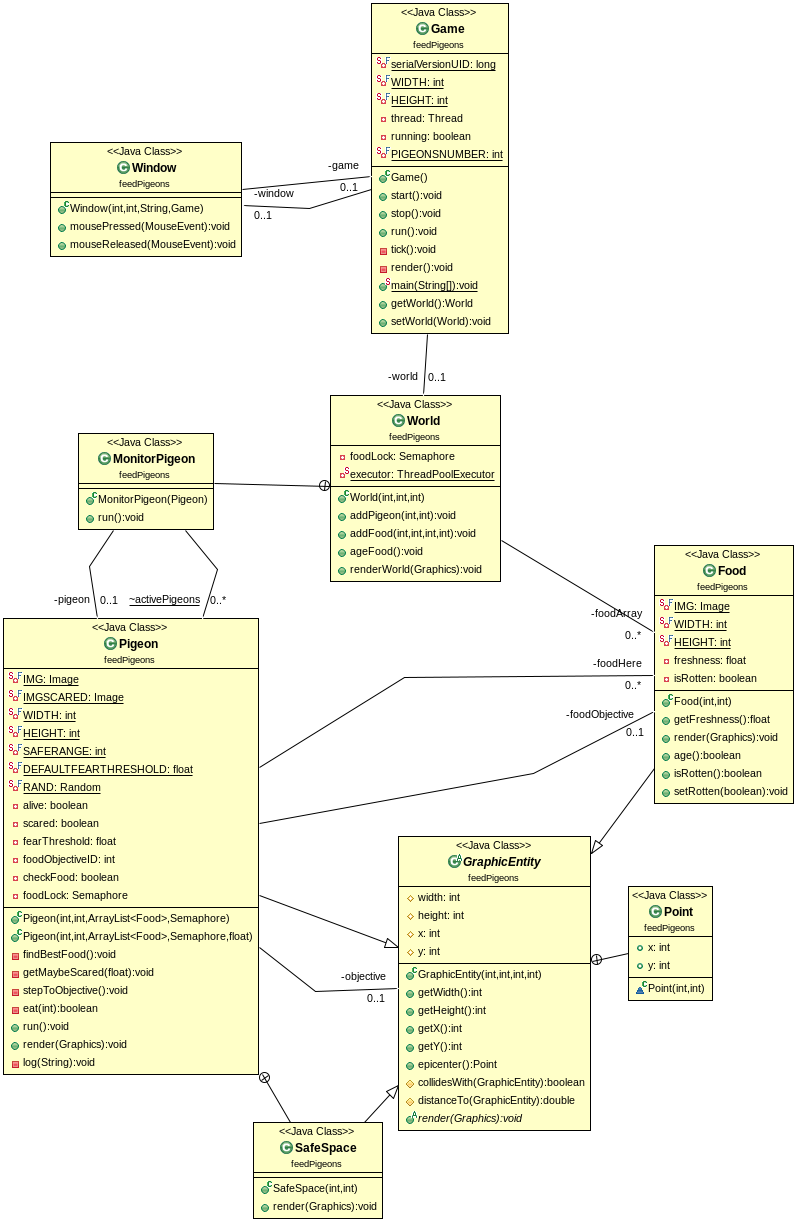 <<Java Class>>
Game
feedPigeons
serialVersionUID: long
WIDTH: int
HEIGHT: int
thread: Thread
running: boolean
PIGEONSNUMBER: int
Game()
start():void
stop():void
run():void
tick():void
render():void
main(String[]):void
getWorld():World
setWorld(World):void
<<Java Class>>
Window
feedPigeons
Window(int,int,String,Game)
mousePressed(MouseEvent):void
mouseReleased(MouseEvent):void
-game
0..1
-window
0..1
-world
0..1
<<Java Class>>
World
feedPigeons
foodLock: Semaphore
executor: ThreadPoolExecutor
World(int,int,int)
addPigeon(int,int):void
addFood(int,int,int,int):void
ageFood():void
renderWorld(Graphics):void
<<Java Class>>
MonitorPigeon
feedPigeons
MonitorPigeon(Pigeon)
run():void
-pigeon
0..1
~activePigeons
0..*
<<Java Class>>
Food
feedPigeons
IMG: Image
WIDTH: int
HEIGHT: int
freshness: float
isRotten: boolean
Food(int,int)
getFreshness():float
render(Graphics):void
age():boolean
isRotten():boolean
setRotten(boolean):void
-foodArray
0..*
-foodHere
0..*
-foodObjective
0..1
<<Java Class>>
Pigeon
feedPigeons
IMG: Image
IMGSCARED: Image
WIDTH: int
HEIGHT: int
SAFERANGE: int
DEFAULTFEARTHRESHOLD: float
RAND: Random
alive: boolean
scared: boolean
fearThreshold: float
foodObjectiveID: int
checkFood: boolean
foodLock: Semaphore
Pigeon(int,int,ArrayList<Food>,Semaphore)
Pigeon(int,int,ArrayList<Food>,Semaphore,float)
findBestFood():void
getMaybeScared(float):void
stepToObjective():void
eat(int):boolean
run():void
render(Graphics):void
log(String):void
<<Java Class>>
GraphicEntity
feedPigeons
width: int
height: int
x: int
y: int
GraphicEntity(int,int,int,int)
getWidth():int
getHeight():int
getX():int
getY():int
epicenter():Point
collidesWith(GraphicEntity):boolean
distanceTo(GraphicEntity):double
render(Graphics):void
-objective
0..1
<<Java Class>>
Point
feedPigeons
x: int
y: int
Point(int,int)
<<Java Class>>
SafeSpace
feedPigeons
SafeSpace(int,int)
render(Graphics):void